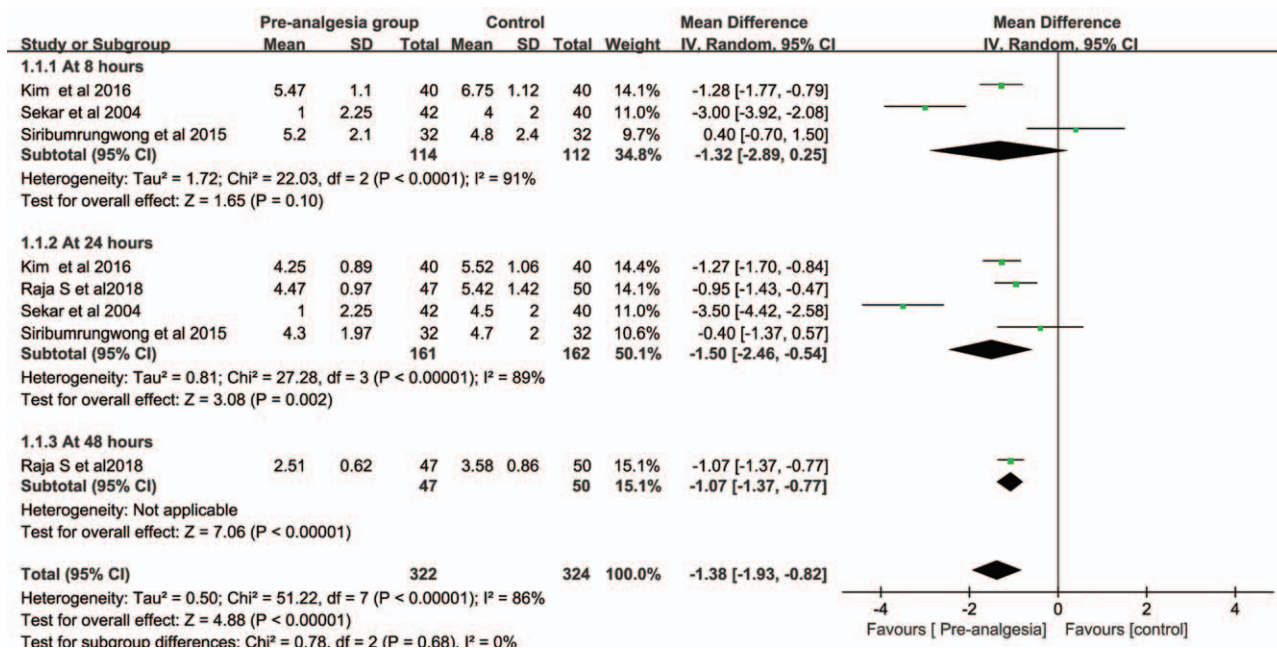 Pre-analgesia group Control Mean Difference Mean Difference
Study or Subgroup Mean SD Total Mean SD Total Weight IV, Random, 95% CI IV, Random, 95% CI
1.1.1 At 8 hours
Kim et al 2016 5.47 1.1 40 6.75 1.12 40 14.1% -1.28 [-1.77, -0.79]
Sekar et al 2004 1 2.25 42 4 2 40 11.0% -3.00 [-3.92, -2.08]
Siribumrungwong et al 2015 5.2 2.1 32 4.8 2.4 32 9.7% 0.40 [-0.70, 1.50]
Subtotal (95% CI) 114 112 34.8% -1.32 [-2.89, 0.25]
Heterogeneity: Tau² = 1.72; Chi² = 22.03, df = 2 (P < 0.0001); I² = 91%
Test for overall effect: Z = 1.65 (P = 0.10)
1.1.2 At 24 hours
Kim et al 2016 4.25 0.89 40 5.52 1.06 40 14.4% -1.27 [-1.70, -0.84]
Raja S et al2018 4.47 0.97 47 5.42 1.42 50 14.1% -0.95 [-1.43, -0.47]
Sekar et al 2004 1 2.25 42 4.5 2 40 11.0% -3.50 [-4.42, -2.58]
Siribumrungwong et al 2015 4.3 1.97 32 4.7 2 32 10.6% -0.40 [-1.37, 0.57]
Subtotal (95% CI) 161 162 50.1% -1.50 [-2.46, -0.54]
Heterogeneity: Tau² = 0.81; Chi² = 27.28, df = 3 (P < 0.00001); I² = 89%
Test for overall effect: Z = 3.08 (P = 0.002)
1.1.3 At 48 hours
Raja S et al2018 2.51 0.62 47 3.58 0.86 50 15.1% -1.07 [-1.37, -0.77]
Subtotal (95% CI) 47 50 15.1% -1.07 [-1.37, -0.77]
Heterogeneity: Not applicable
Test for overall effect: Z = 7.06 (P < 0.00001)
Total (95% CI) 322 324 100.0% -1.38 [-1.93, -0.82]
Heterogeneity: Tau² = 0.50; Chi² = 51.22, df = 7 (P < 0.00001); I² = 86%
Test for overall effect: Z = 4.88 (P < 0.00001)
Test for subgroup differences: Chi² = 0.78, df = 2 (P = 0.68), I² = 0%
-4 -2 0 2 4
Favours [ Pre-analgesia] Favours [control]